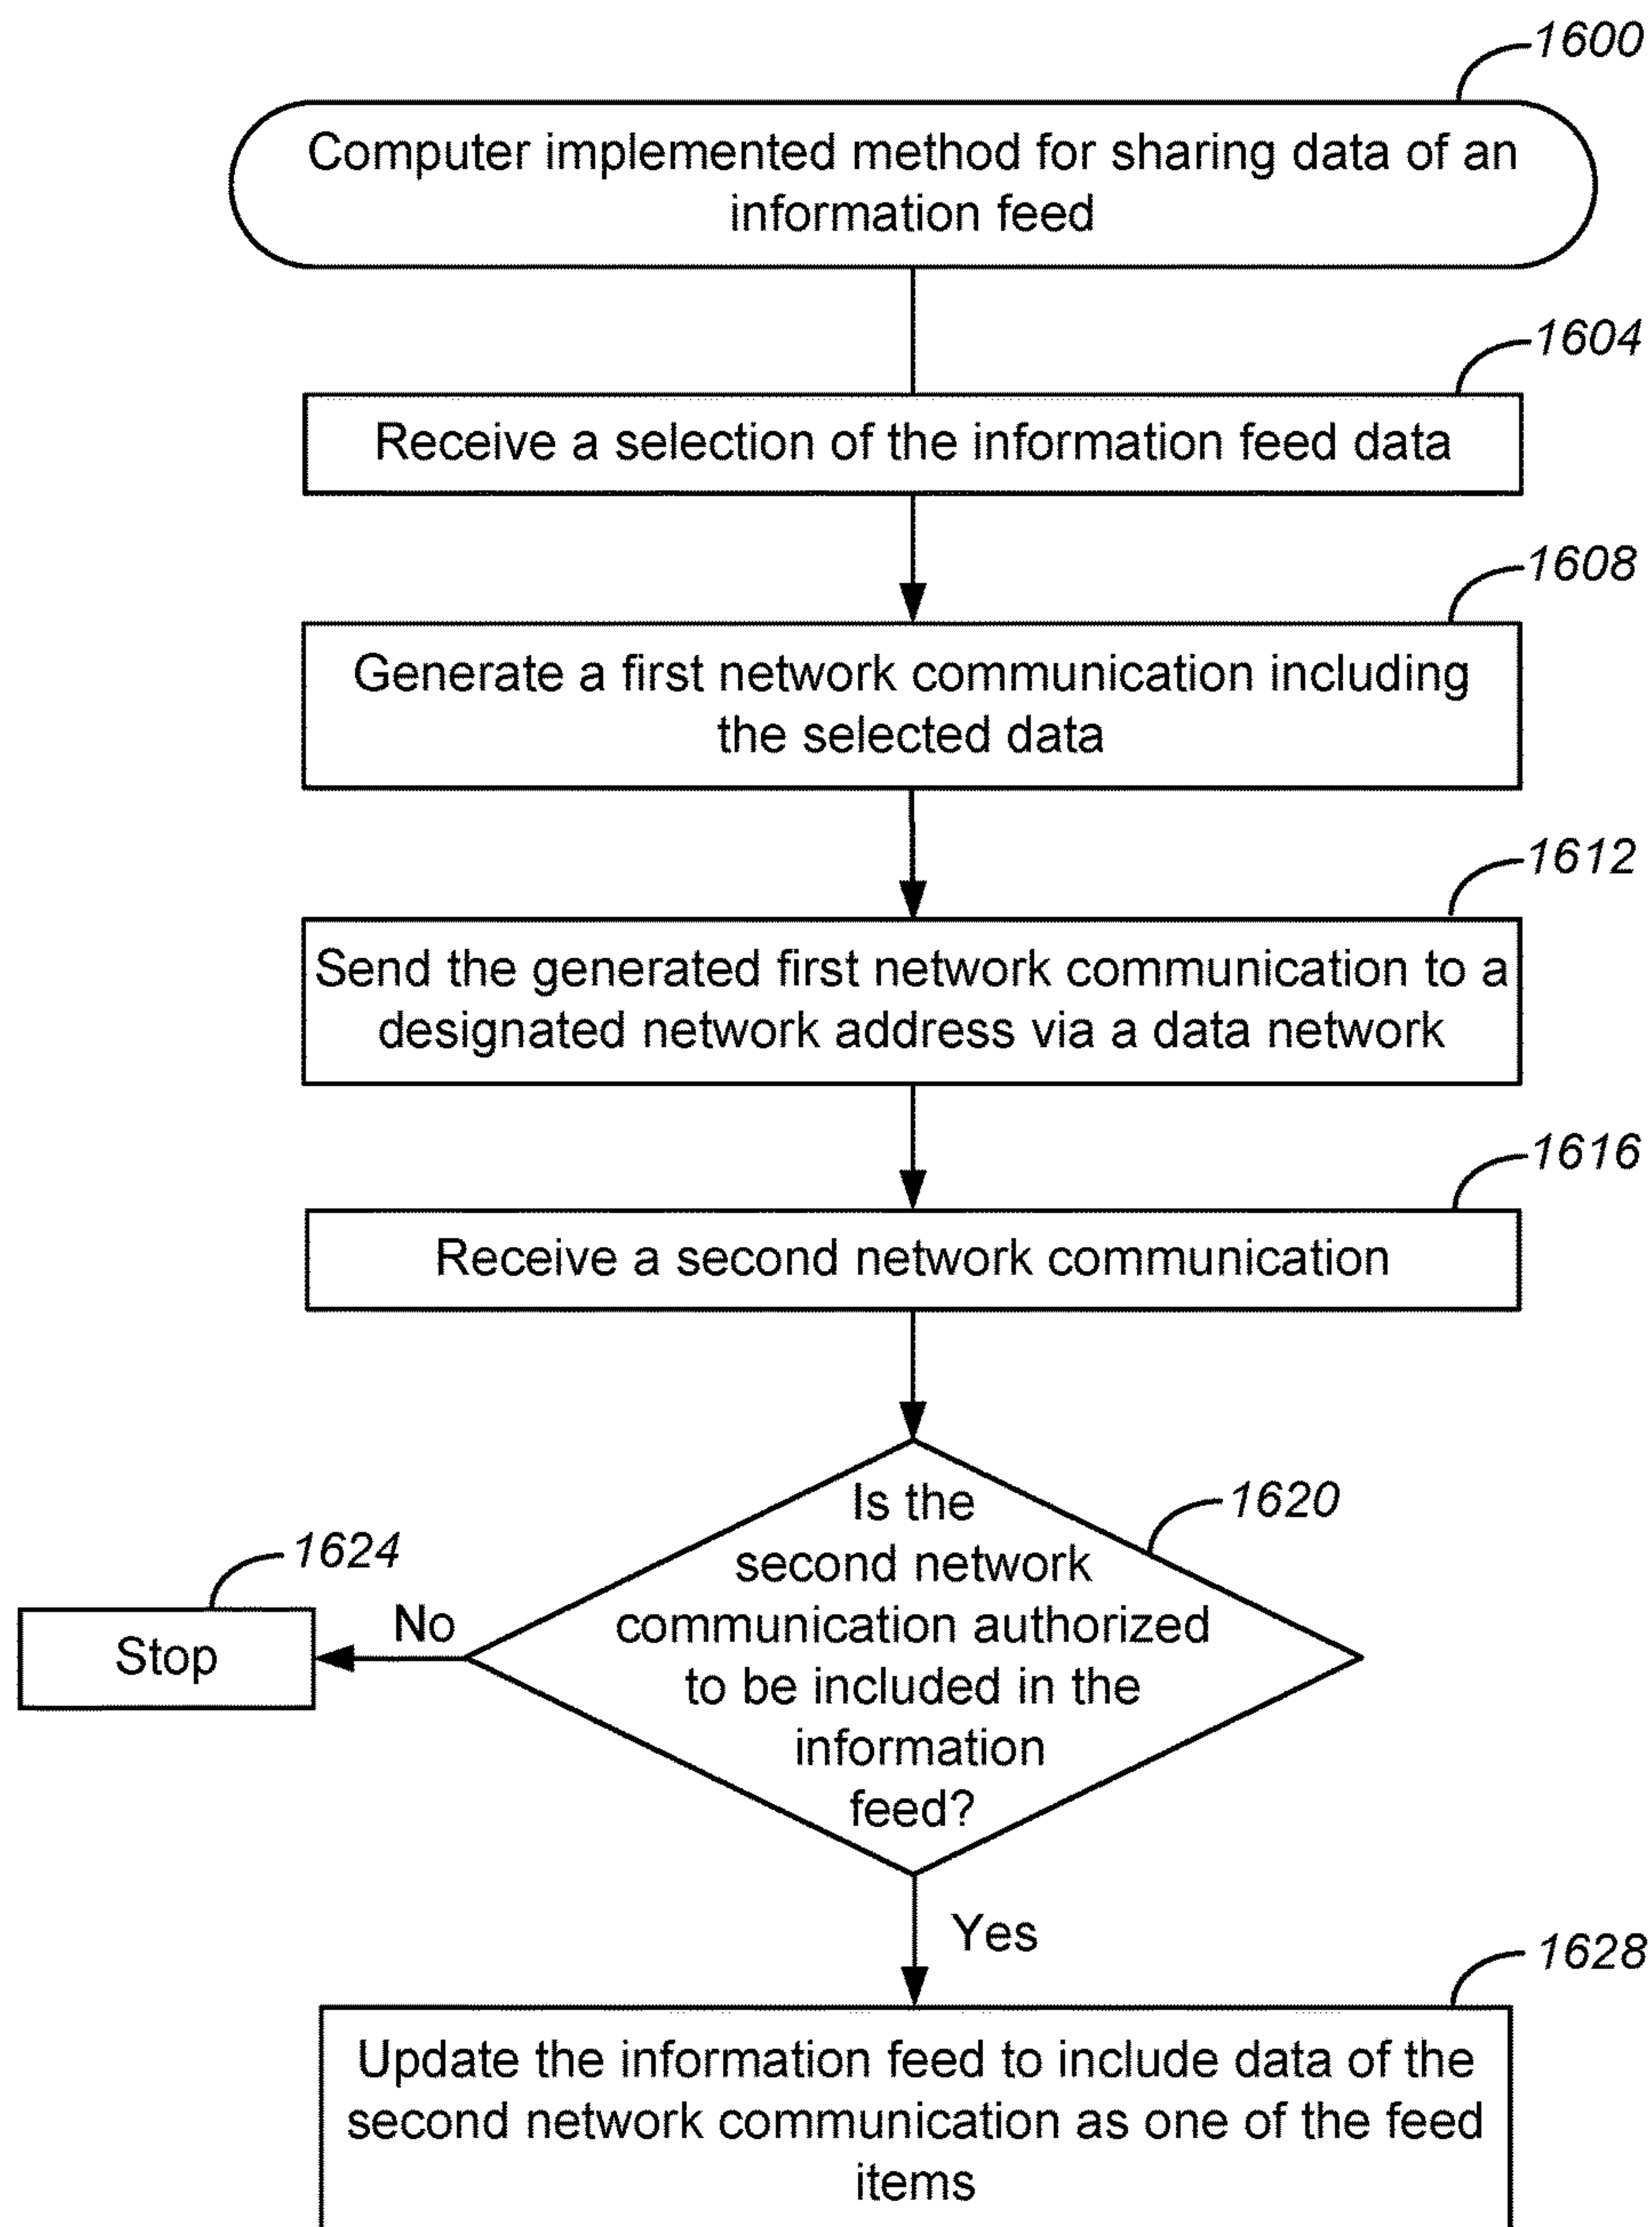 1600
Computer implemented method for sharing data of an
information feed
1604
Receive a selection of the information feed data
1608
Generate a first network communication including
the selected data
1612
Send the generated first network communication to a
designated network address via a data network
1616
Receive a second network communication
1620
Is the
second network
communication authorized
to be included in the
information
feed?
1624
No
Stop
Yes
1628
Update the information feed to include data of the
second network communication as one of the feed
items